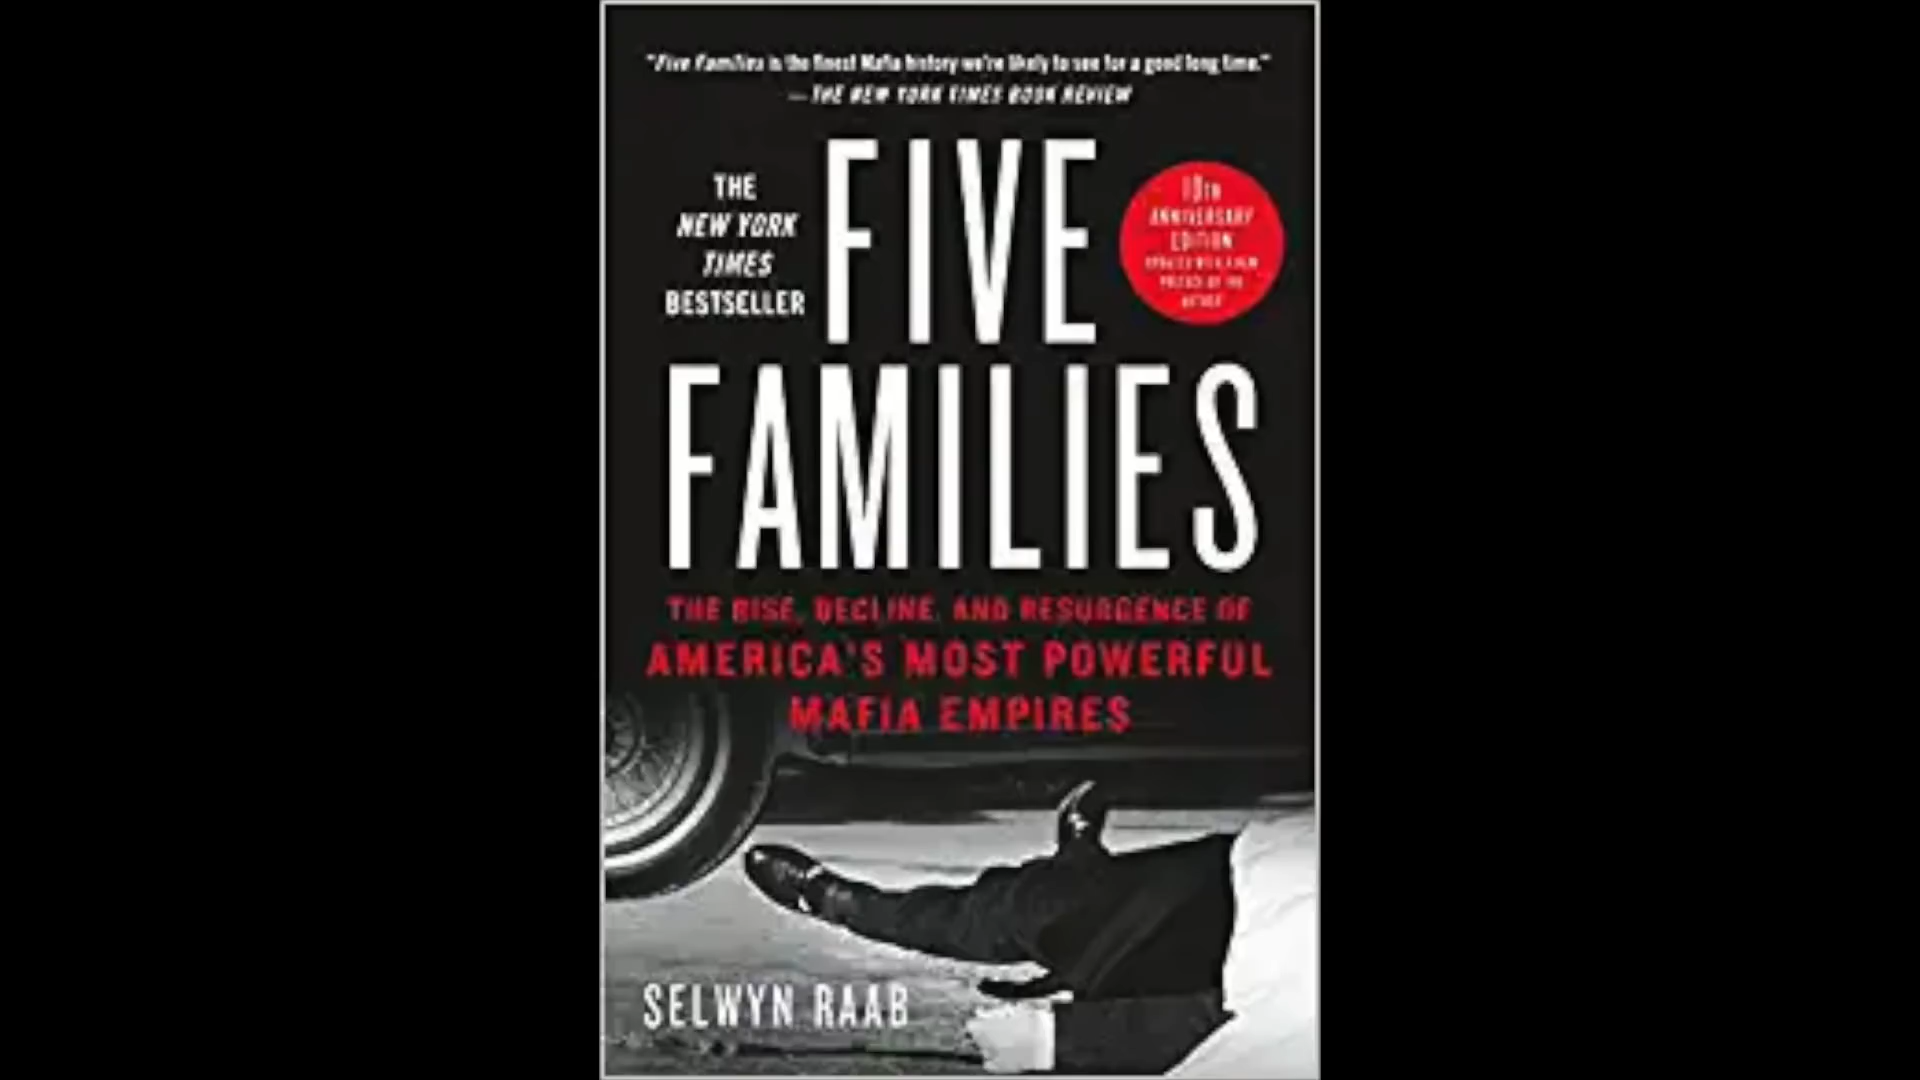 "Five Families is the finest Mafia history we're likely to see for a good long time."
—THE NEW YORK TIMES BOOK REVIEW
THE
NEW YORK
TIMES
BESTSELLER
FIVE
FAMILIES
10TH
ANNIVERSARY
EDITION
THE RISE, DECLINE, AND RESURGENCE OF
AMERICA'S MOST POWERFUL
MAFIA EMPIRES
SELWYN RAAB